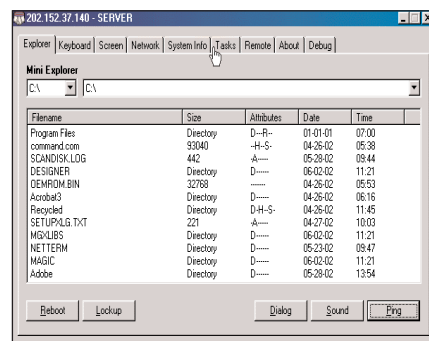 202.152.37.140 - SERVER
Explorer Keyboard Screen Network System Info Tasks Remote About Debug
Mini Explorer
C:\ C:\
Filename Size Attributes Date Time
Program Files Directory D---R-- 01-01-01 07:00
command.com 93040 --H--S- 04-26-02 05:38
SCANDISK.LOG 442 -A----- 05-28-02 09:44
DESIGNER Directory D------ 06-02-02 11:21
OEMROM.BIN 32768 ------- 04-26-02 05:53
Acrobat3 Directory D------ 04-26-02 06:16
Recycled Directory D-H--S- 04-26-02 11:45
SETUPXLG.TXT 221 -A----- 04-27-02 10:03
MGXLIBS Directory D------ 06-02-02 11:21
NETTERM Directory D------ 05-23-02 09:47
MAGIC Directory D------ 06-02-02 11:21
Adobe Directory D------ 05-28-02 13:54
Reboot Lockup Dialog Sound Ping